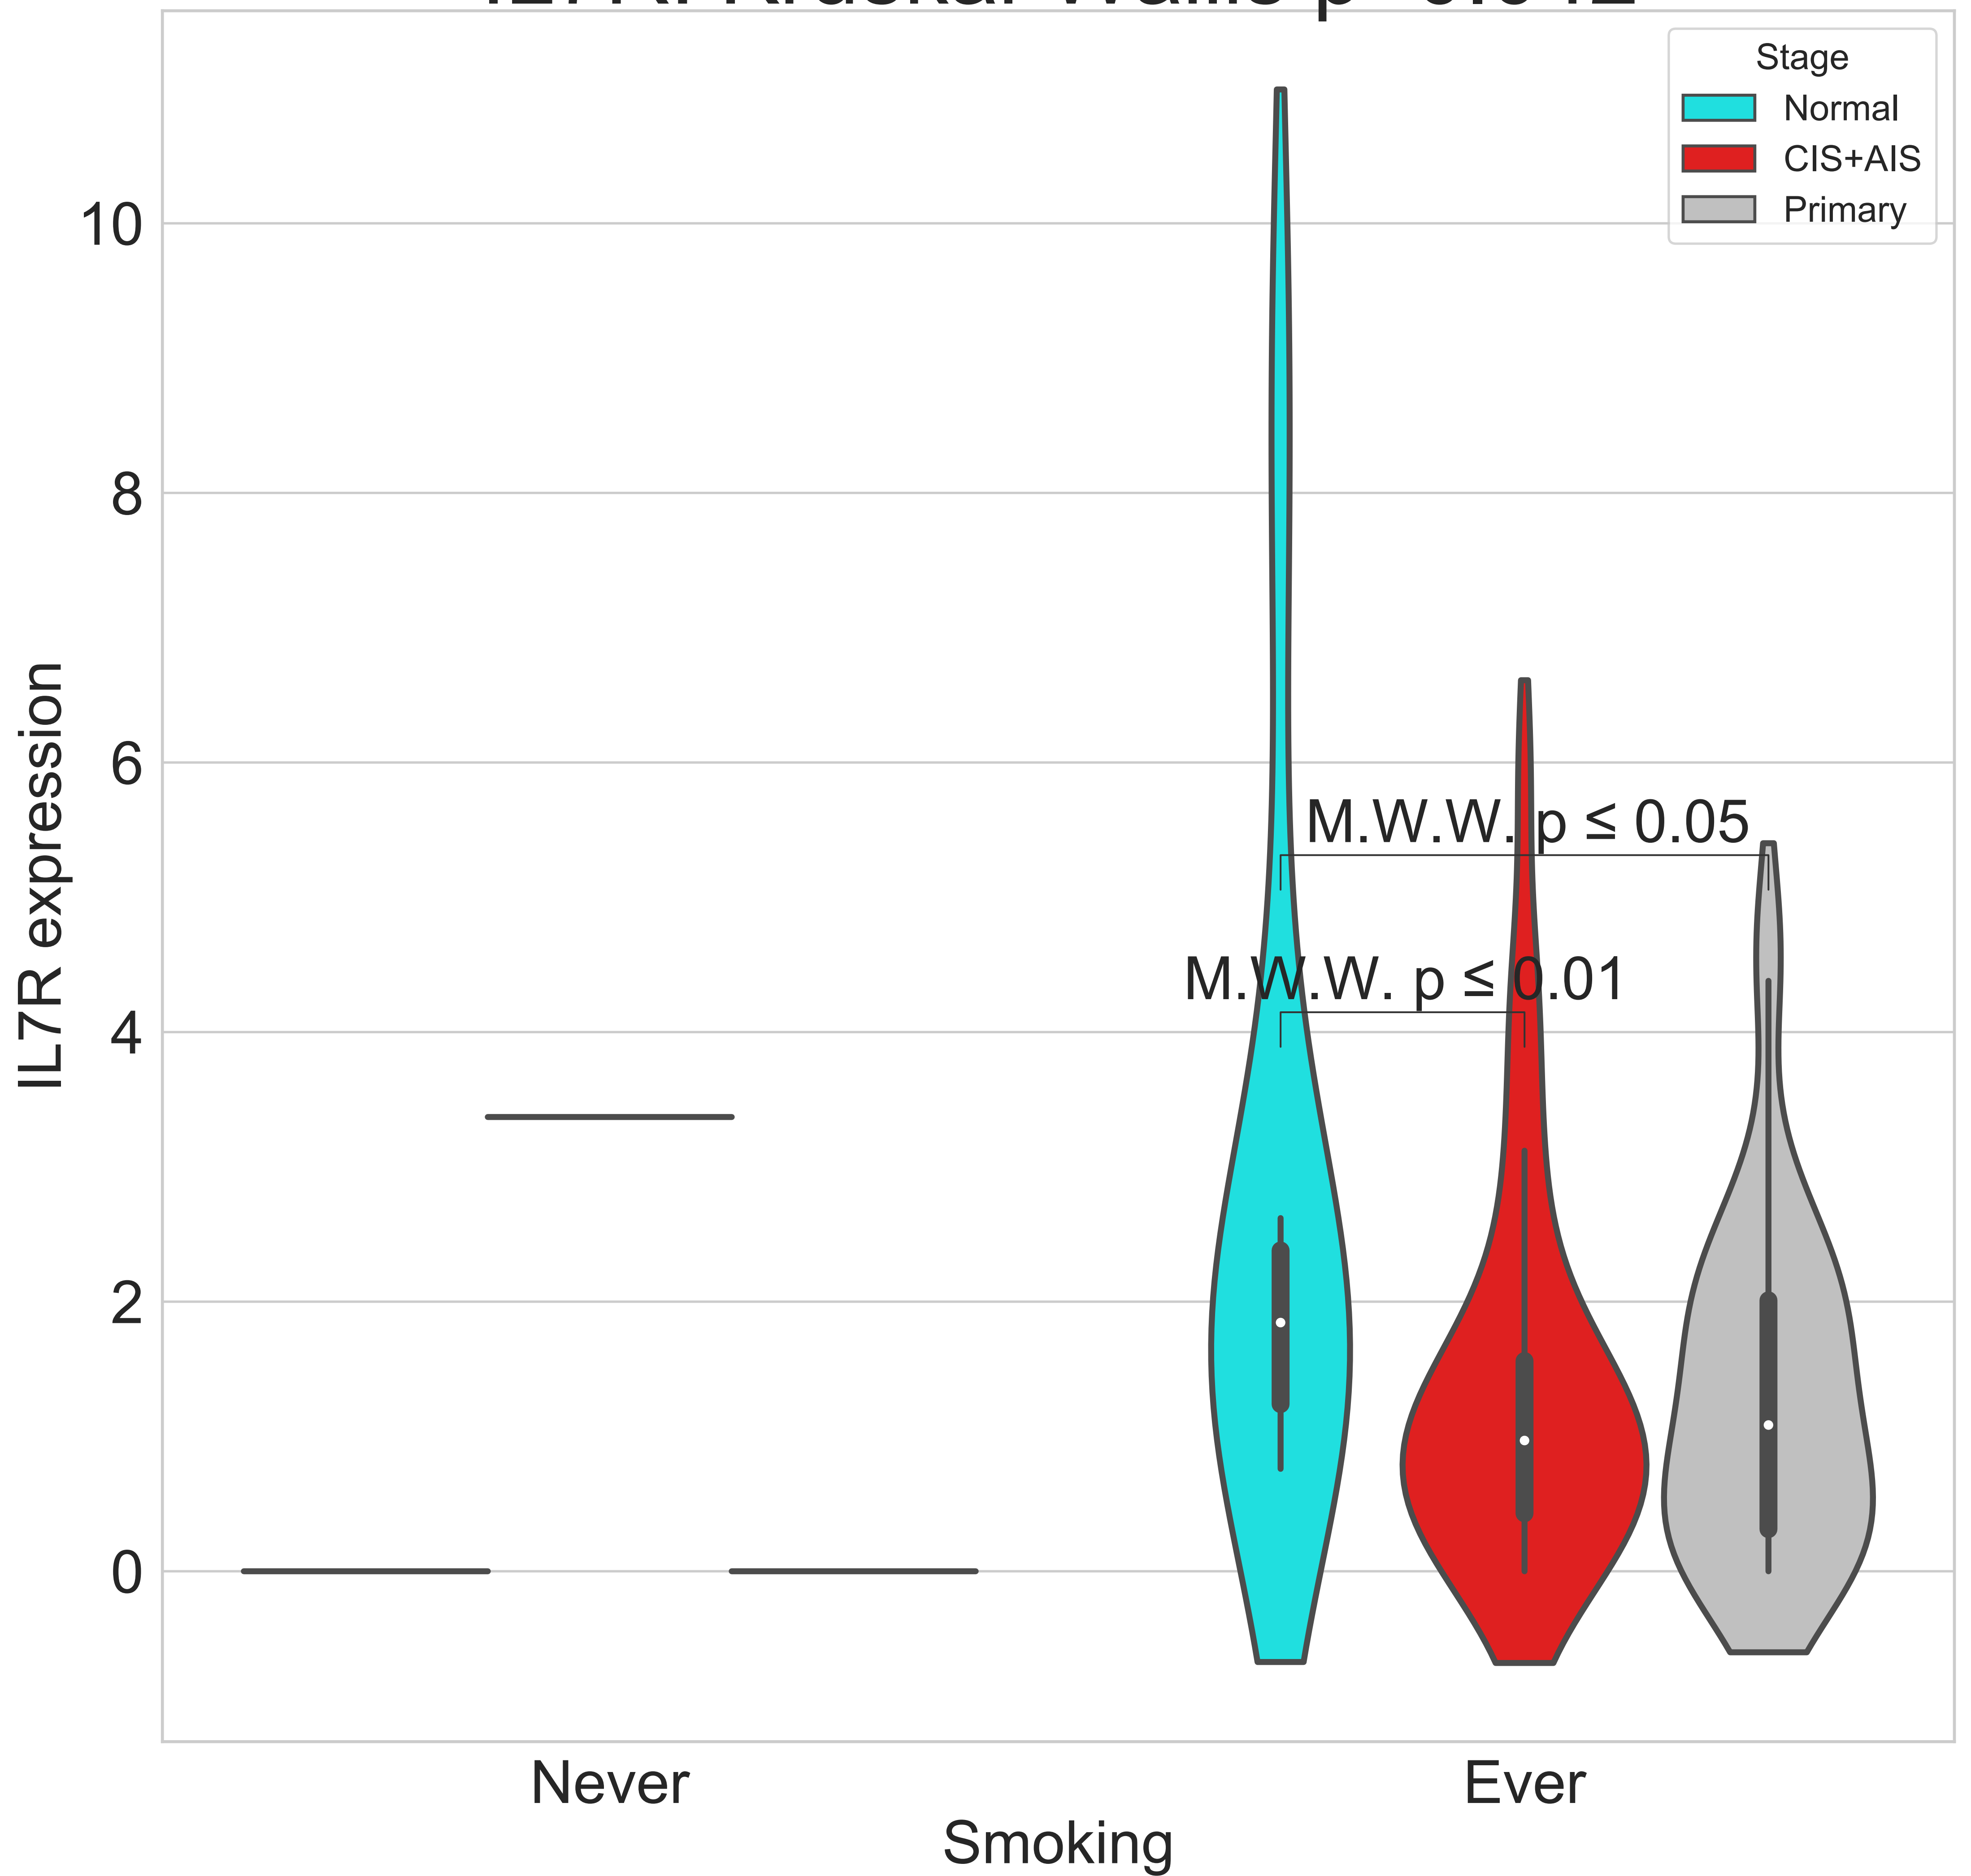 Stage
Normal
CIS+AIS
Primary
10
8
6
4
2
0
IL7R expression
M.W.W. p ≤ 0.05
M.W.W. p ≤ 0.01
Never
Ever
Smoking